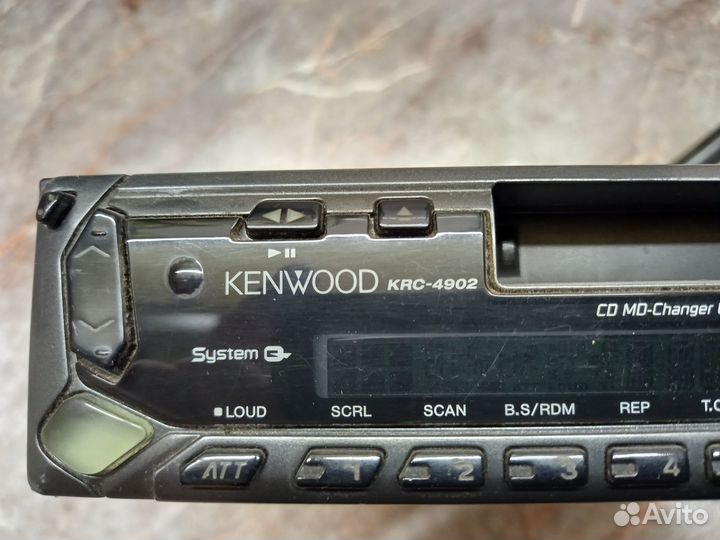 KENWOOD KRC-4902
CD MD-Changer
System
LOUD SCRL SCAN B.S/RDM REP
ATT 1 2 3 4
Avito